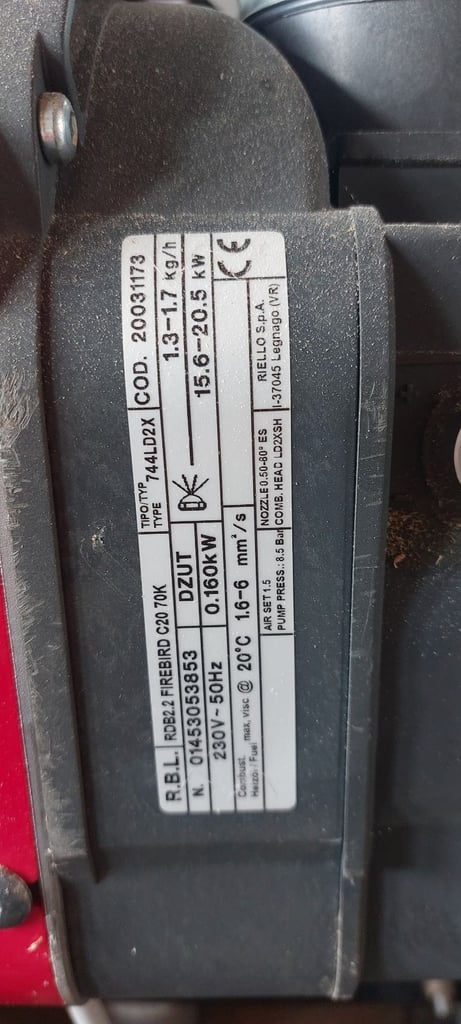 R.B.L. RDB2.2 FIREBIRD C20 70K TIPO/TYP TYPE 744LD2X COD. 20031173
N. 01453053853 DZUT 1.3-1.7 Kg/h
230V~50Hz 0.160kW 15.6-20.5 kW
Combust. Heizöl / Fuel max. visc @ 20°C 1.6-6 mm²/s CE
AIR SET 1.5 NOZZLE 0.50-80° ES RIELLO S.p.A.
PUMP PRESS.: 8.5 Bar COMB. HEAD LD2XSH I-37045 Legnago (VR)